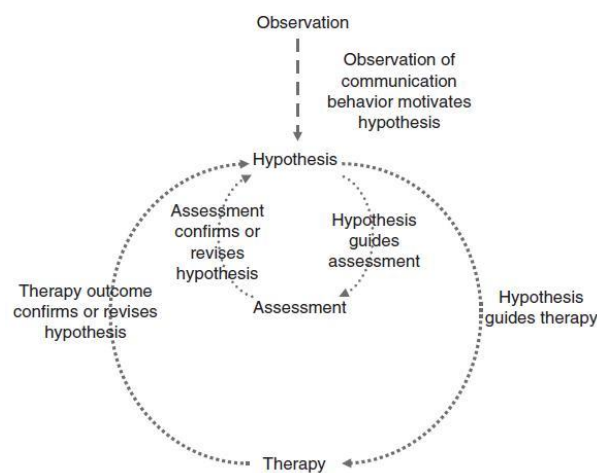 Observation
Observation of
communication
behavior motivates
hypothesis
Hypothesis
Assessment
confirms or
revises
hypothesis
Hypothesis
guides
assessment
Assessment
Therapy outcome
confirms or revises
hypothesis
Hypothesis
guides therapy
Therapy